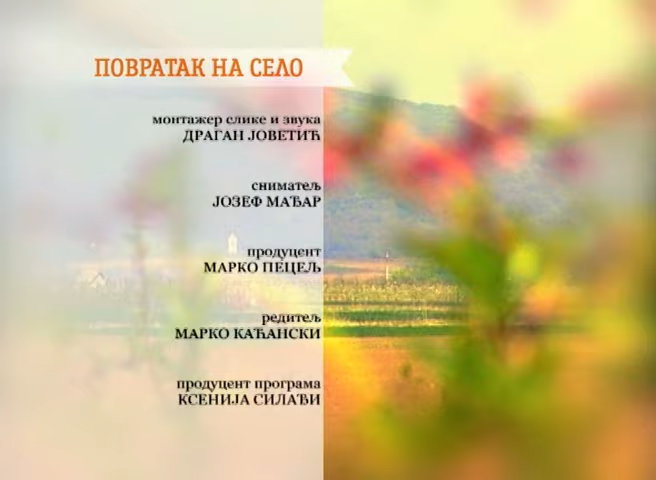 ПОВРАТАК НА СЕЛО
монтажер слике и звука
ДРАГАН ЈОВЕТИЋ
сниматељ
ЈОЗЕФ МАЂАР
продуцент
МАРКО ПЕЦЕЉ
редитељ
МАРКО КАЋАНСКИ
продуцент програма
КСЕНИЈА СИЛАЂИ